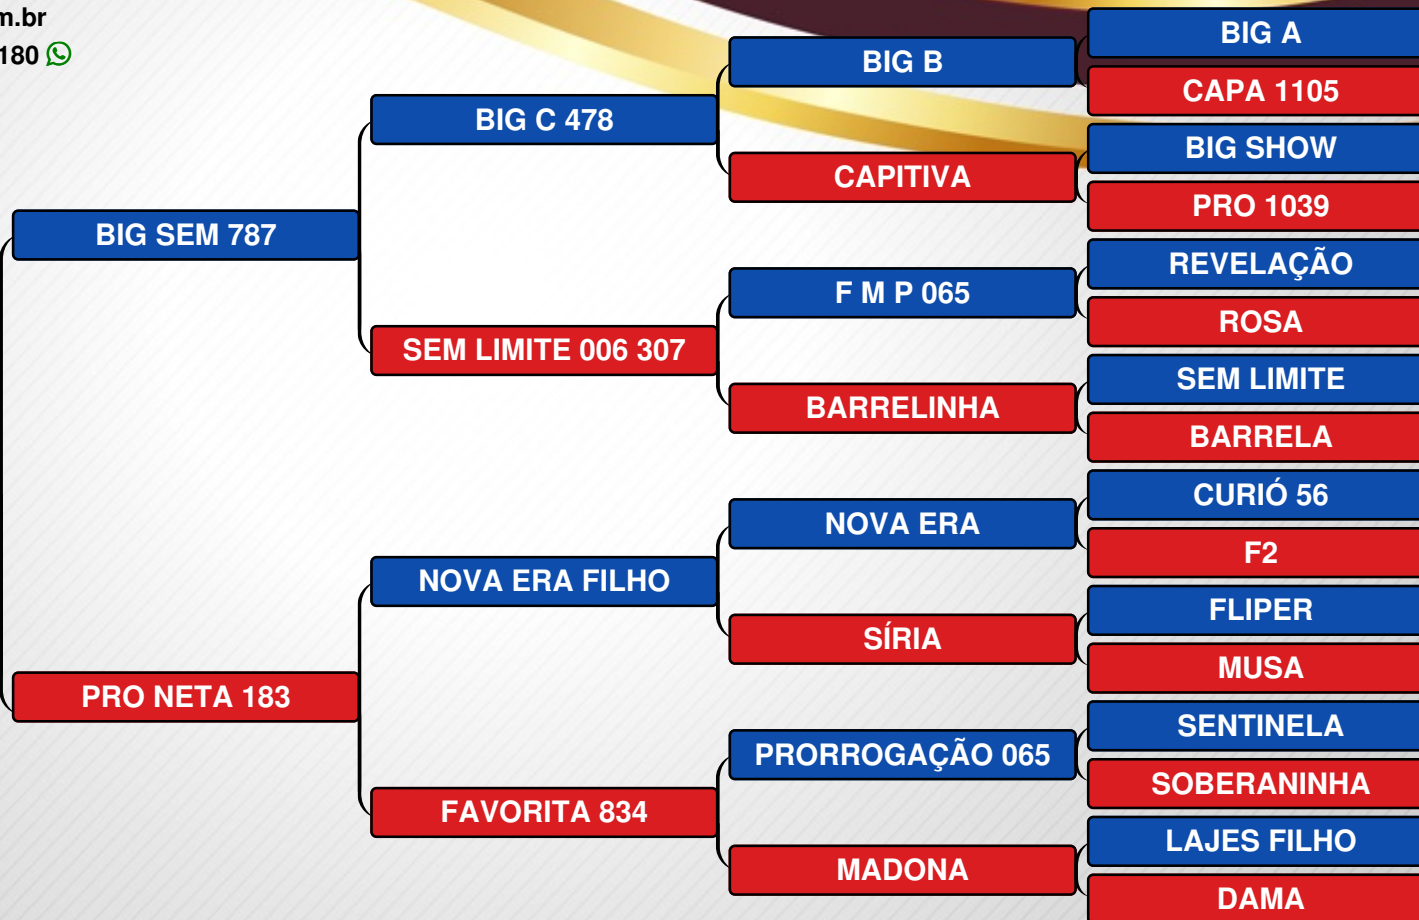 m.br
180
BIG SEM 787
PRO NETA 183
BIG C 478
SEM LIMITE 006 307
NOVA ERA FILHO
FAVORITA 834
BIG B
CAPITIVA
F M P 065
BARRELINHA
NOVA ERA
SÍRIA
PRORROGAÇÃO 065
MADONA
BIG A
CAPA 1105
BIG SHOW
PRO 1039
REVELAÇÃO
ROSA
SEM LIMITE
BARRELA
CURIÓ 56
F2
FLIPER
MUSA
SENTINELA
SOBERANINHA
LAJES FILHO
DAMA